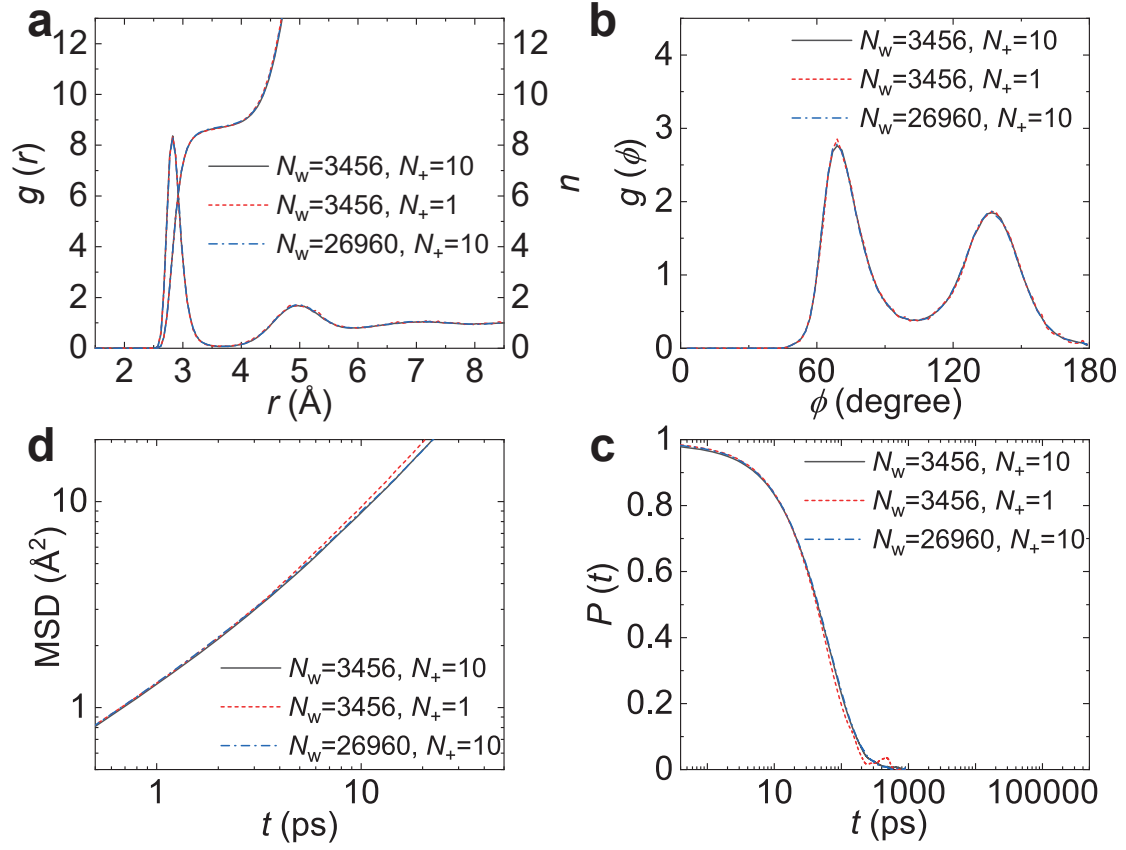 a
12
10
8
6
4
2
0
g (r)
12
10
8
6
4
2
0
n
N_w=3456, N_+=10
N_w=3456, N_+=1
N_w=26960, N_+=10
2 3 4 5 6 7 8
r (Å)
b
4
3
2
1
0
g (ϕ)
N_w=3456, N_+=10
N_w=3456, N_+=1
N_w=26960, N_+=10
0 60 120 180
ϕ (degree)
d
10
1
MSD (Å²)
N_w=3456, N_+=10
N_w=3456, N_+=1
N_w=26960, N_+=10
1 10
t (ps)
c
1
0.8
0.6
0.4
0.2
0
P (t)
N_w=3456, N_+=10
N_w=3456, N_+=1
N_w=26960, N_+=10
10 1000 100000
t (ps)